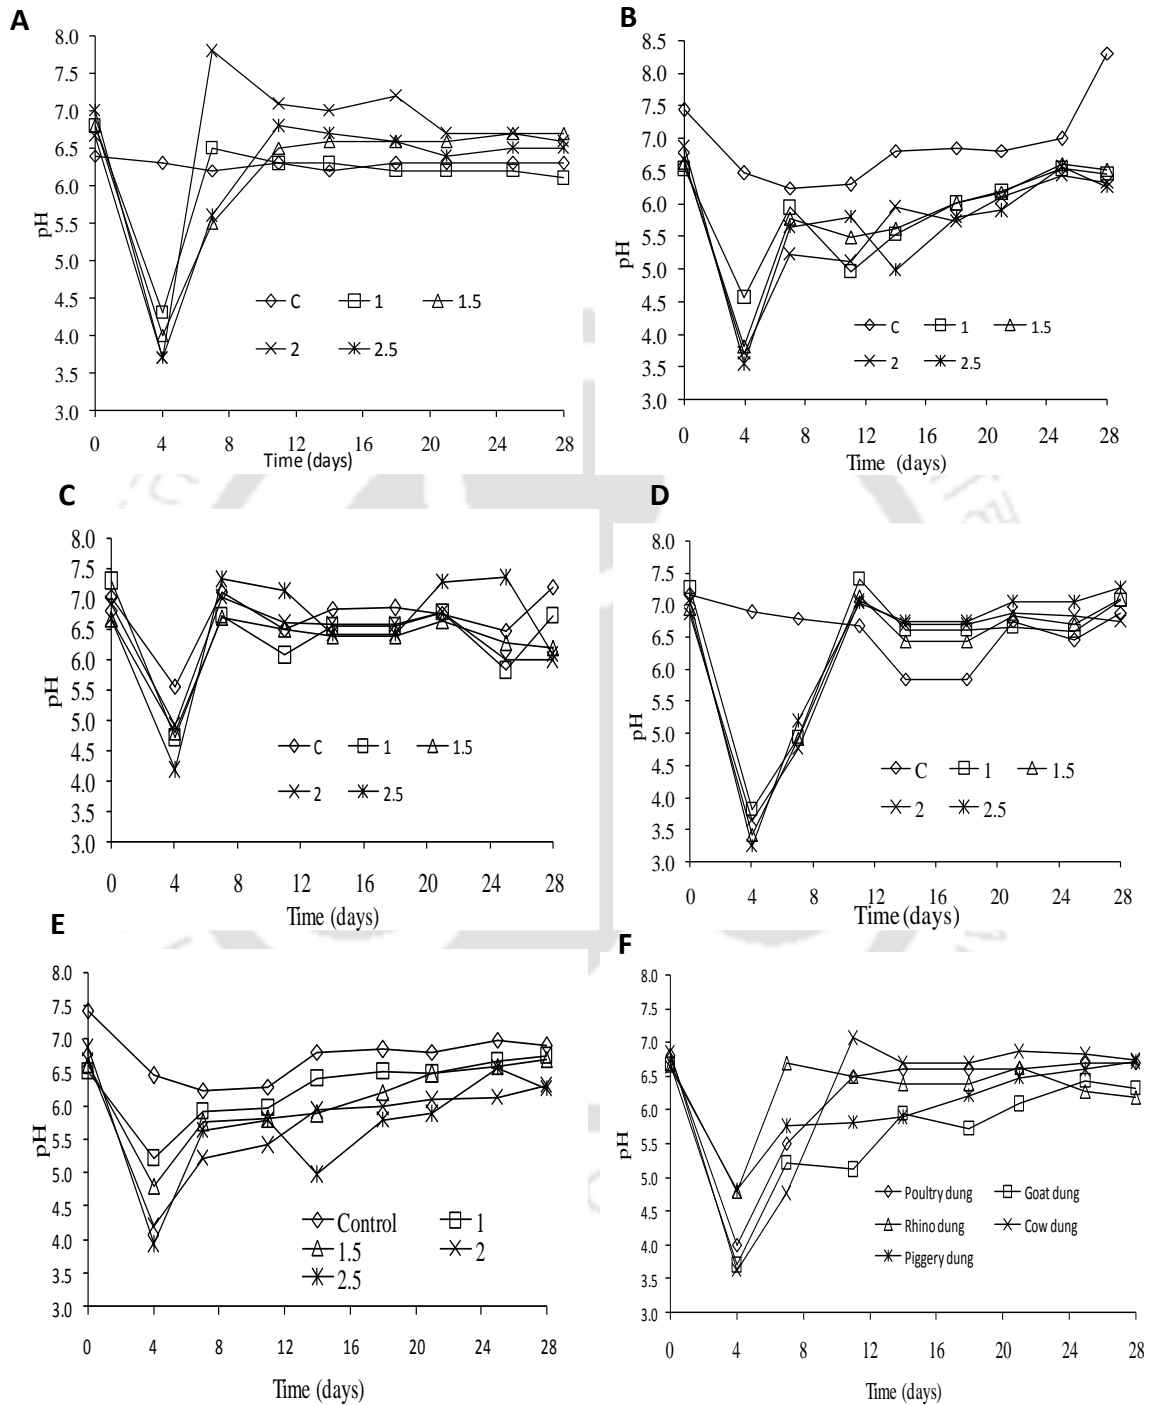 A
8.0
7.5
7.0
6.5
6.0
5.5
5.0
4.5
4.0
3.5
3.0
pH
C 1 1.5
2 2.5
0 4 8 12 16 20 24 28
Time (days)
B
8.5
8.0
7.5
7.0
6.5
6.0
5.5
5.0
4.5
4.0
3.5
3.0
pH
C 1 1.5
2 2.5
0 4 8 12 16 20 24 28
Time (days)
C
8.0
7.5
7.0
6.5
6.0
5.5
5.0
4.5
4.0
3.5
3.0
pH
C 1 1.5
2 2.5
0 4 8 12 16 20 24 28
Time (days)
D
8.0
7.5
7.0
6.5
6.0
5.5
5.0
4.5
4.0
3.5
3.0
pH
C 1 1.5
2 2.5
0 4 8 12 16 20 24 28
Time (days)
E
8.0
7.5
7.0
6.5
6.0
5.5
5.0
4.5
4.0
3.5
3.0
pH
Control 1
1.5 2
2.5
0 4 8 12 16 20 24 28
Time (days)
F
8.0
7.5
7.0
6.5
6.0
5.5
5.0
4.5
4.0
3.5
3.0
pH
Poultry dung Goat dung
Rhino dung Cow dung
Piggery dung
0 4 8 12 16 20 24 28
Time (days)